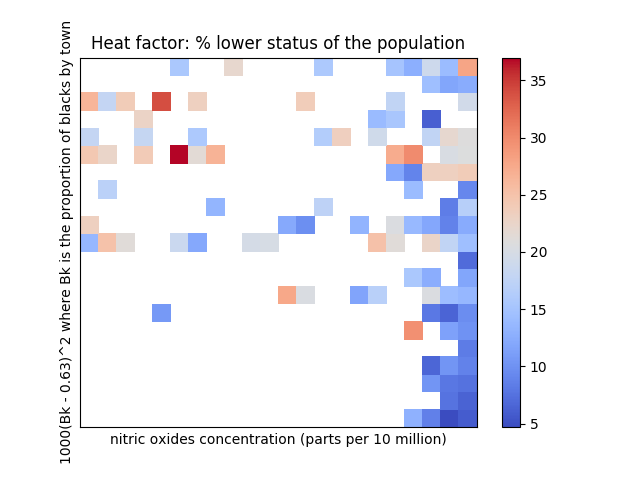 Heat factor: % lower status of the population
1000(Bk - 0.63)^2 where Bk is the proportion of blacks by town
nitric oxides concentration (parts per 10 million)
35
30
25
20
15
10
5